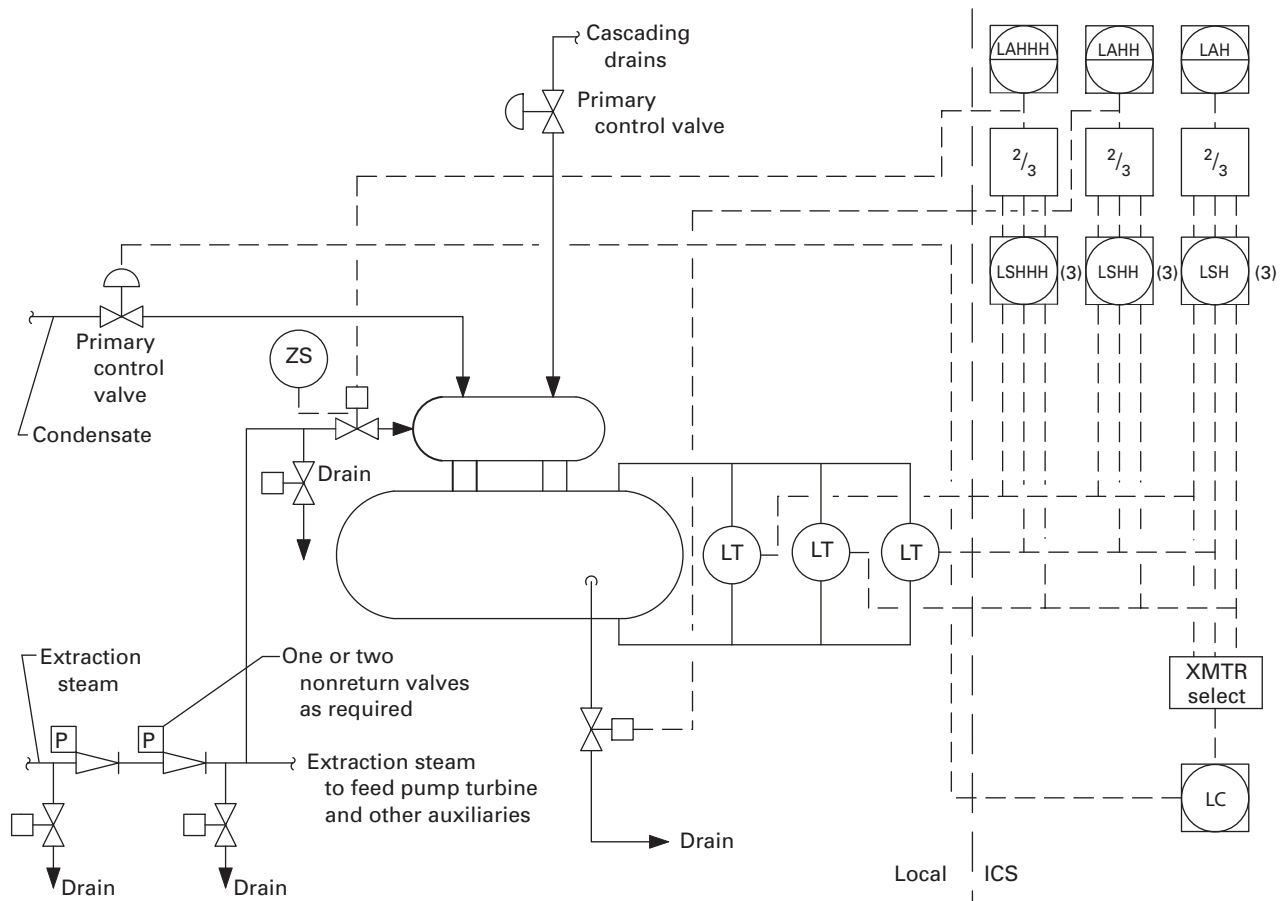 Cascading
drains
Primary
control valve
LAHHH
LAHH
LAH
2/3
2/3
2/3
LSHHH
(3)
LSHH
(3)
LSH
(3)
Primary
control
valve
ZS
Condensate
Drain
LT
LT
LT
Extraction
steam
One or two
nonreturn valves
as required
P
P
XMTR
select
Extraction steam
to feed pump turbine
and other auxiliaries
LC
Drain
Drain
Drain
Local
ICS